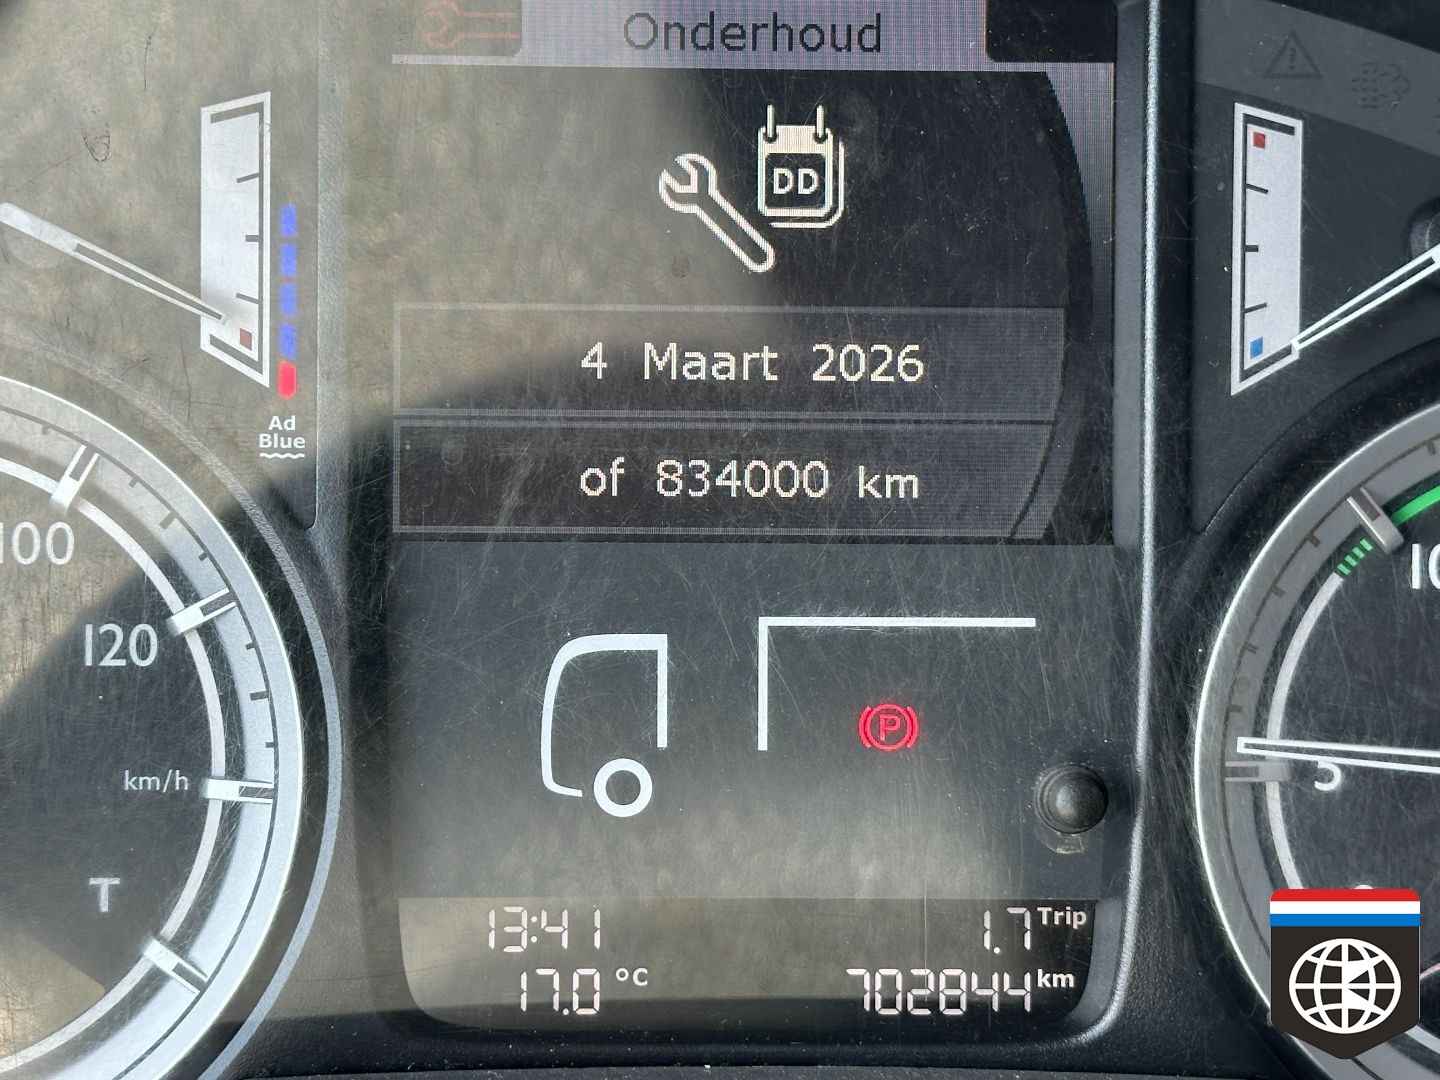 Onderhoud
DD
4 Maart 2026
of 834000 km
Ad
Blue
100
120
km/h
T
P
5
13:41
1.7 Trip
17.0 °C
702844 km